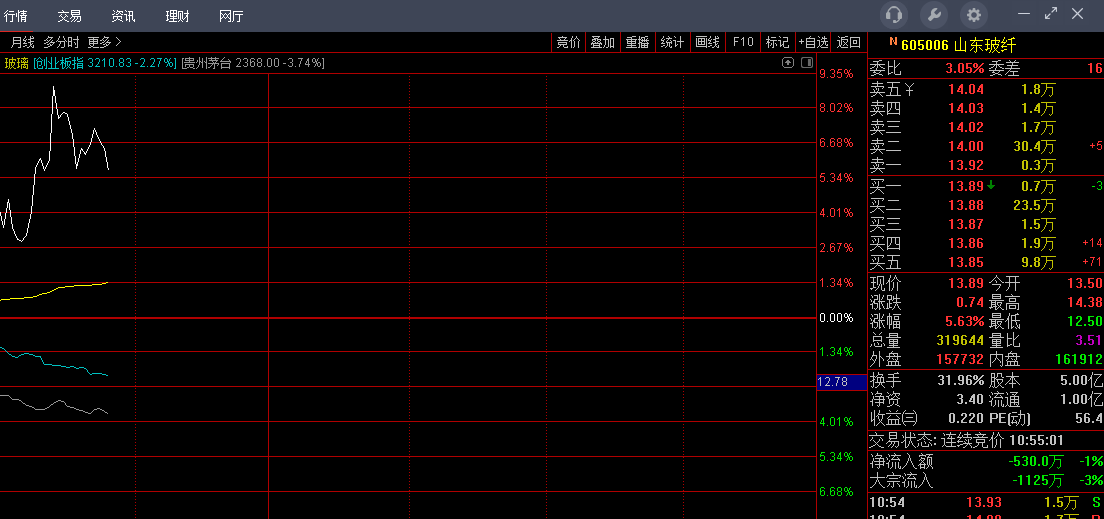 行情 交易 资讯 理财 网厅
月线 多分时 更多 竞价 叠加 重播 统计 画线 F10 标记 +自选 返回
玻璃 [创业板指 3210.83 -2.27%] [贵州茅台 2368.00 -3.74%]
9.35%
8.02%
6.68%
5.34%
4.01%
2.67%
1.34%
0.00%
1.34%
12.78
4.01%
5.34%
6.68%
N 605006 山东玻纤
委比 3.05% 委差 16
卖五 ¥ 14.04 1.8万
卖四 14.03 1.4万
卖三 14.02 1.7万
卖二 14.00 30.4万 +5
卖一 13.92 0.3万
买一 13.89 0.7万 -3
买二 13.88 23.5万
买三 13.87 1.5万
买四 13.86 1.9万 +14
买五 13.85 9.8万 +71
现价 13.89 今开 13.50
涨跌 0.74 最高 14.38
涨幅 5.63% 最低 12.50
总量 319644 量比 3.51
外盘 157732 内盘 161912
换手 31.96% 股本 5.00亿
净资 3.40 流通 1.00亿
收益㈢ 0.220 PE(动) 56.4
交易状态: 连续竞价 10:55:01
净流入额 -530.0万 -1%
大宗流入 -1125万 -3%
10:54 13.93 1.5万 S